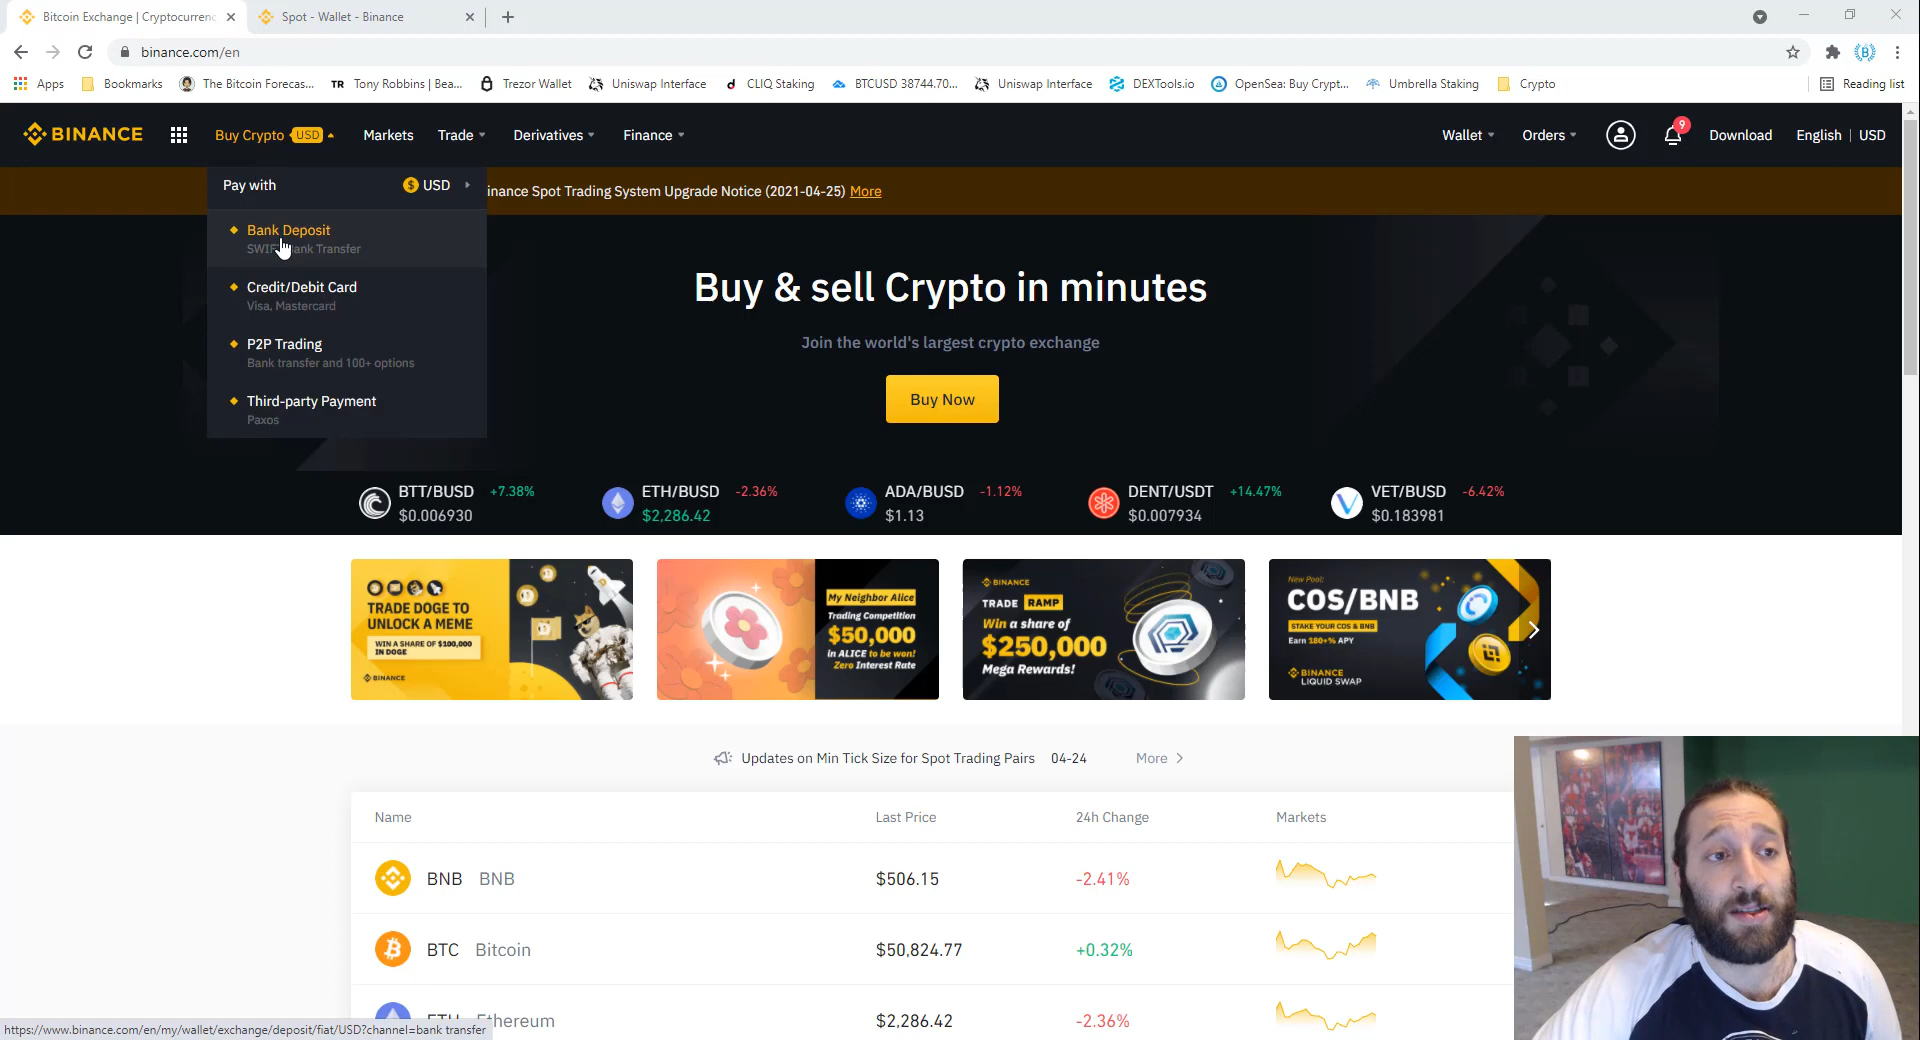 Bitcoin Exchange | Cryptocurrenc
Spot - Wallet - Binance
binance.com/en
Apps
Bookmarks
The Bitcoin Forecas...
TR Tony Robbins | Bea...
Trezor Wallet
Uniswap Interface
d CLIQ Staking
BTCUSD 38744.70...
Uniswap Interface
DEXTools.io
OpenSea: Buy Crypt...
Umbrella Staking
Crypto
Reading list
BINANCE
Buy Crypto USD
Markets
Trade
Derivatives
Finance
Wallet
Orders
9
Download
English | USD
Pay with
$ USD
inance Spot Trading System Upgrade Notice (2021-04-25) More
Bank Deposit
SWIF ank Transfer
Credit/Debit Card
Visa, Mastercard
P2P Trading
Bank transfer and 100+ options
Third-party Payment
Paxos
Buy & sell Crypto in minutes
Join the world's largest crypto exchange
Buy Now
BTT/BUSD +7.38%
$0.006930
ETH/BUSD -2.36%
$2,286.42
ADA/BUSD -1.12%
$1.13
DENT/USDT +14.47%
$0.007934
VET/BUSD -6.42%
$0.183981
TRADE DOGE TO
UNLOCK A MEME
WIN A SHARE OF $100,000
IN DOGE
BINANCE
My Neighbor Alice
Trading Competition
$50,000
in ALICE to be won!
Zero Interest Rate
BINANCE
TRADE RAMP
Win a share of
$250,000
Mega Rewards!
New Pool:
COS/BNB
STAKE YOUR COS & BNB
Earn 180+% APY
BINANCE
LIQUID SWAP
Updates on Min Tick Size for Spot Trading Pairs 04-24
More
Name
Last Price
24h Change
Markets
BNB BNB
$506.15
-2.41%
BTC Bitcoin
$50,824.77
+0.32%
ETH Ethereum
$2,286.42
-2.36%
https://www.binance.com/en/my/wallet/exchange/deposit/fiat/USD?channel=bank transfer